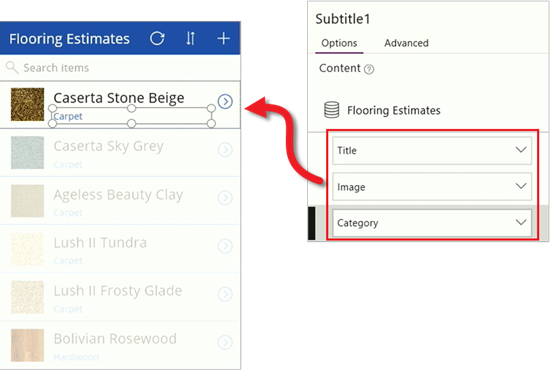 Flooring Estimates
Search items
Caserta Stone Beige
Carpet
Caserta Sky Grey
Carpet
Ageless Beauty Clay
Carpet
Lush II Tundra
Carpet
Lush II Frosty Glade
Carpet
Bolivian Rosewood
Hardwood
Subtitle1
Options Advanced
Content
Flooring Estimates
Title
Image
Category